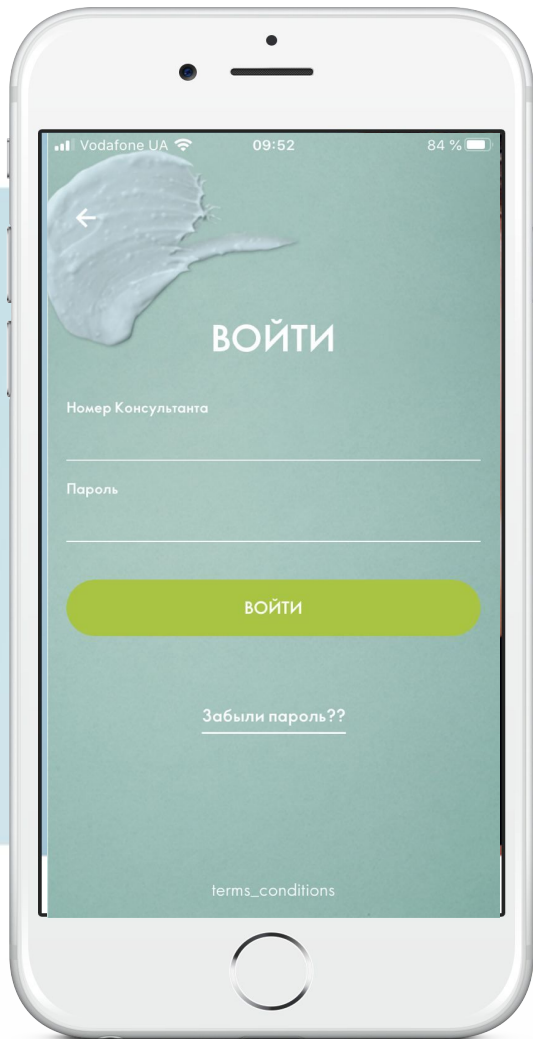 Vodafone UA 09:52 84 %
ВОЙТИ
Номер Консультанта
Пароль
ВОЙТИ
Забыли пароль??
terms_conditions